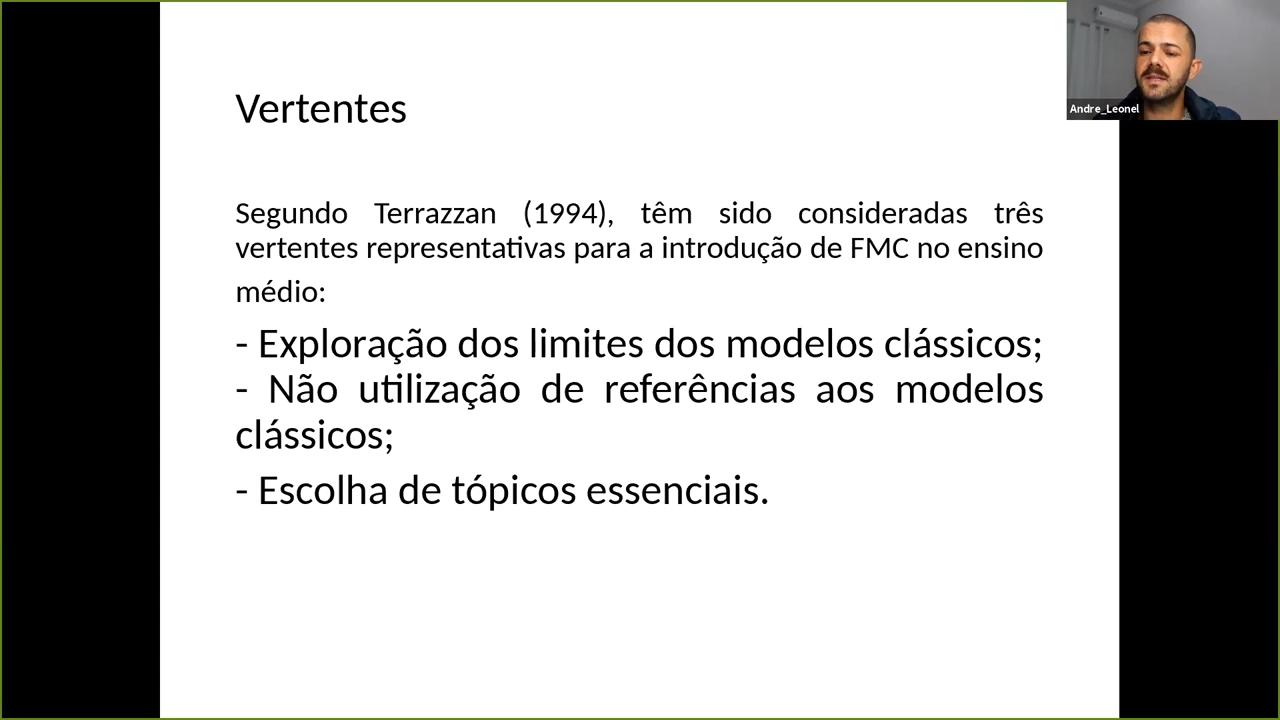 Vertentes
Andre_Leonel
Segundo Terrazzan (1994), têm sido consideradas três
vertentes representativas para a introdução de FMC no ensino
médio:
- Exploração dos limites dos modelos clássicos;
- Não utilização de referências aos modelos
clássicos;
- Escolha de tópicos essenciais.